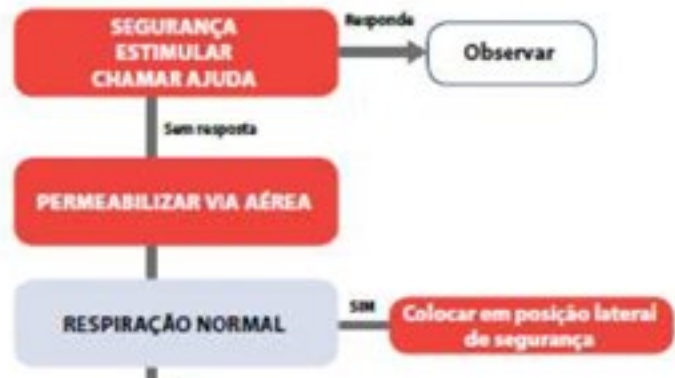 SEGURANÇA
ESTIMULAR
CHAMAR AJUDA
Responde
Observar
Sem resposta
PERMEABILIZAR VIA AÉREA
RESPIRAÇÃO NORMAL
SIM
Colocar em posição lateral
de segurança